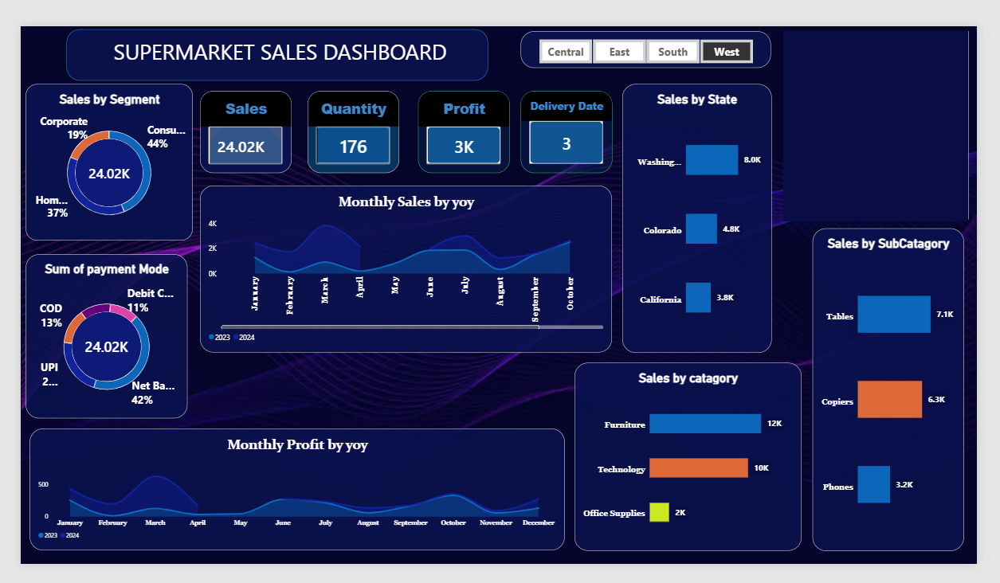 SUPERMARKET SALES DASHBOARD
Central
East
South
West
Sales by Segment
Corporate
19%
Consu...
44%
24.02K
Hom...
37%
Sales
24.02K
Quantity
176
Profit
3K
Delivery Date
3
Sales by State
Washing...
8.0K
Colorado
4.8K
California
3.8K
Monthly Sales by yoy
4K
2K
0K
January
February
March
April
May
June
July
August
September
October
2023
2024
Sum of payment Mode
Debit C...
11%
COD
13%
24.02K
UPI
2...
Net Ba...
42%
Sales by SubCatagory
Tables
7.1K
Copiers
6.3K
Phones
3.2K
Sales by catagory
Furniture
12K
Technology
10K
Office Supplies
2K
Monthly Profit by yoy
500
0
January
February
March
April
May
June
July
August
September
October
November
December
2023
2024